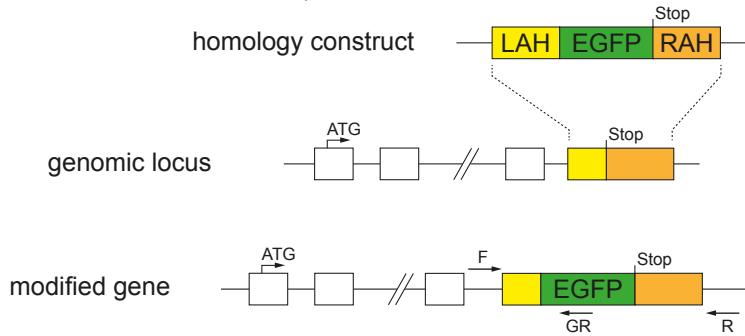 Stop
homology construct LAH EGFP RAH
ATG
Stop
genomic locus
ATG
F
Stop
modified gene EGFP
GR
R